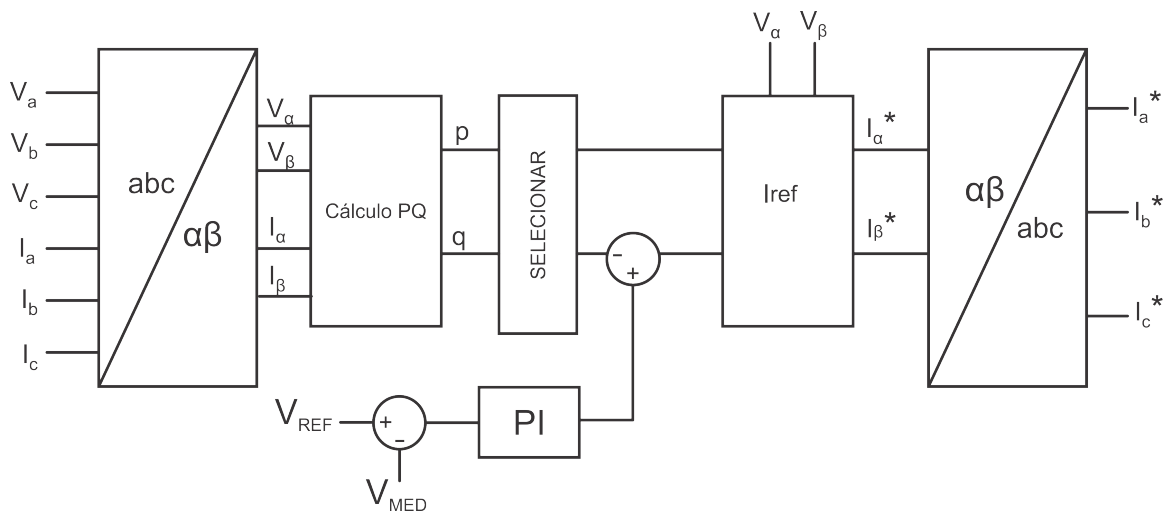 Vα Vβ
Va
Vb
Vc
Ia
Ib
Ic
abc
αβ
Vα
Vβ
Iα
Iβ
Cálculo PQ
p
q
SELECIONAR
-
+
Iref
Iα*
Iβ*
αβ
abc
Ia*
Ib*
Ic*
VREF
+
-
VMED
PI